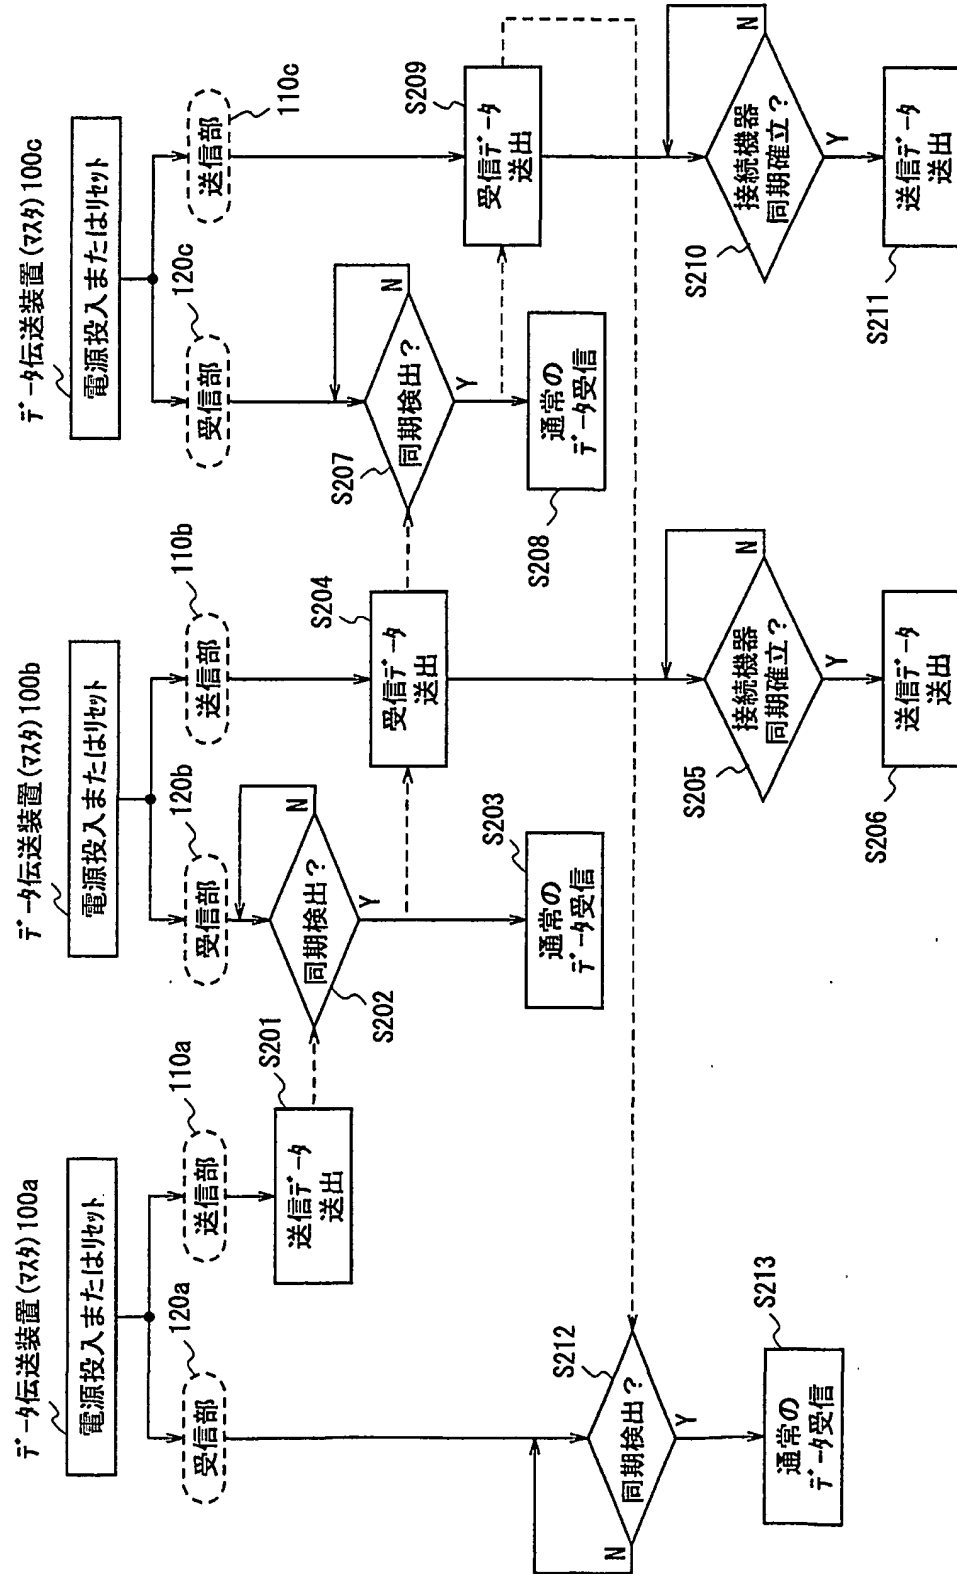 データ伝送装置(マスタ)100a
電源投入またはリセット
120a
受信部
110a
送信部
S201
送信データ
送出
S212
同期検出?
N
Y
S213
通常の
データ受信
データ伝送装置(マスタ)100b
電源投入またはリセット
120b
受信部
110b
送信部
S202
同期検出?
N
Y
S203
通常の
データ受信
S204
受信データ
送出
S205
接続機器
同期確立?
N
Y
S206
送信データ
送出
データ伝送装置(マスタ)100c
電源投入またはリセット
120c
受信部
110c
送信部
S207
同期検出?
N
Y
S208
通常の
データ受信
S209
受信データ
送出
S210
接続機器
同期確立?
N
Y
S211
送信データ
送出